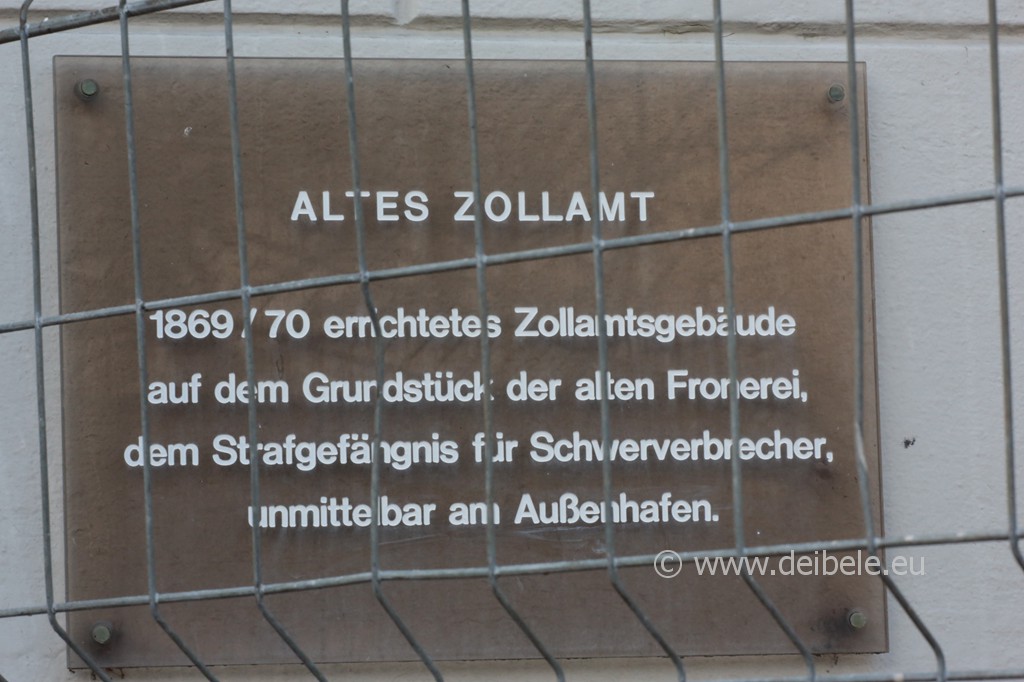 ALTES ZOLLAMT
1869/70 errichtetes Zollamtsgebäude
auf dem Grundstück der alten Fronerei,
dem Strafgefängnis für Schwerverbrecher,
unmittelbar am Außenhafen.
© www.deibele.eu